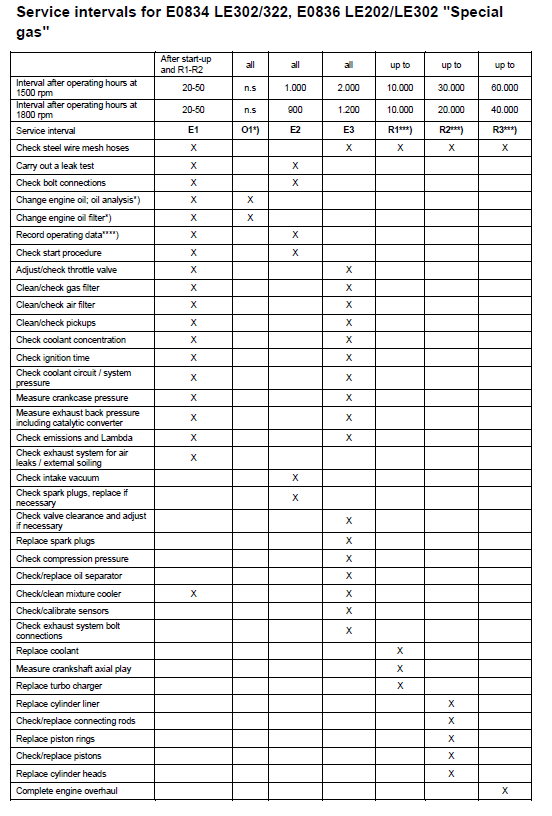 Service intervals for E0834 LE302/322, E0836 LE202/LE302 "Special
gas"
After start-up
and R1-R2 all all all up to up to up to
Interval after operating hours at
1500 rpm 20-50 n.s 1.000 2.000 10.000 30.000 60.000
Interval after operating hours at
1800 rpm 20-50 n.s 900 1.200 10.000 20.000 40.000
Service interval E1 O1*) E2 E3 R1***) R2***) R3***)
Check steel wire mesh hoses X X X X X
Carry out a leak test X X
Check bolt connections X X
Change engine oil; oil analysis*) X X
Change engine oil filter*) X X
Record operating data****) X X
Check start procedure X X
Adjust/check throttle valve X X
Clean/check gas filter X X
Clean/check air filter X X
Clean/check pickups X X
Check coolant concentration X X
Check ignition time X X
Check coolant circuit / system
pressure X X
Measure crankcase pressure X X
Measure exhaust back pressure
including catalytic converter X X
Check emissions and Lambda X X
Check exhaust system for air
leaks / external soiling X
Check intake vacuum X
Check spark plugs, replace if
necessary X
Check valve clearance and adjust
if necessary X
Replace spark plugs X
Check compression pressure X
Check/replace oil separator X
Check/clean mixture cooler X X
Check/calibrate sensors X
Check exhaust system bolt
connections X
Replace coolant X
Measure crankshaft axial play X
Replace turbo charger X
Replace cylinder liner X
Check/replace connecting rods X
Replace piston rings X
Check/replace pistons X
Replace cylinder heads X
Complete engine overhaul X